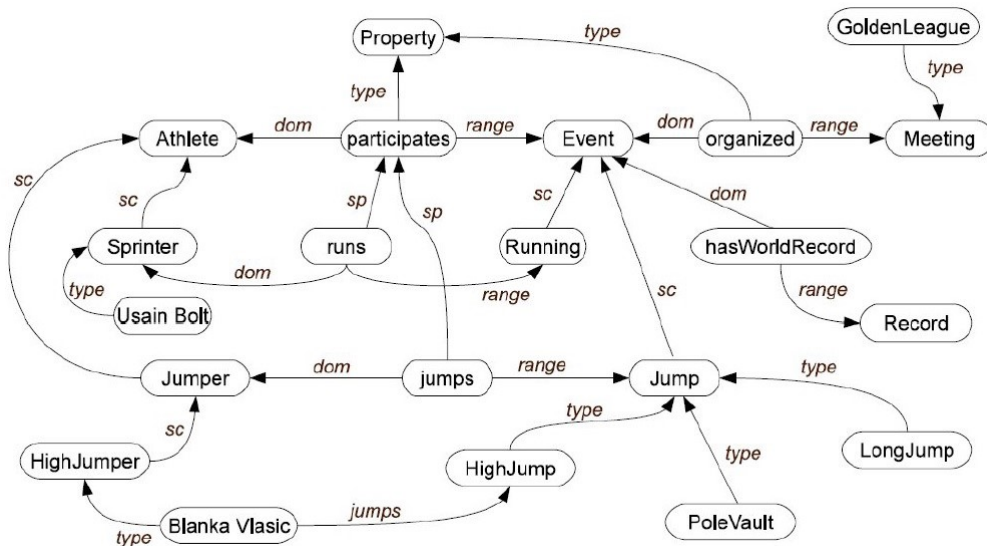 GoldenLeague
Property
type
type
type
Athlete
dom
participates
range
Event
dom
organized
range
Meeting
sc
sc
sp
sp
sc
dom
Sprinter
runs
Running
hasWorldRecord
type
dom
range
sc
range
Usain Bolt
Record
Jumper
dom
jumps
range
Jump
type
sc
type
HighJumper
HighJump
type
LongJump
type
Blanka Vlasic
jumps
PoleVault